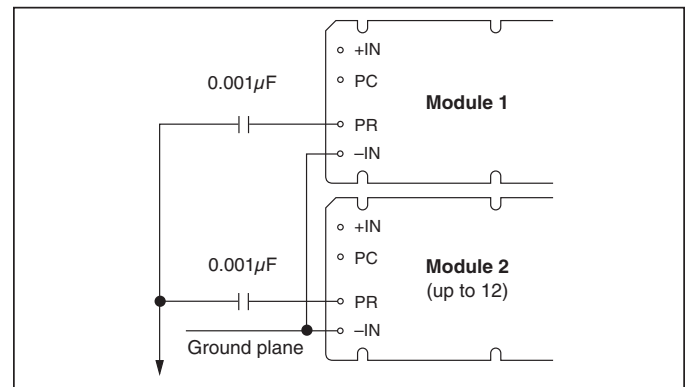 +IN
0.001µF
PC
Module 1
PR
–IN
+IN
PC
0.001µF
Module 2
(up to 12)
PR
–IN
Ground plane